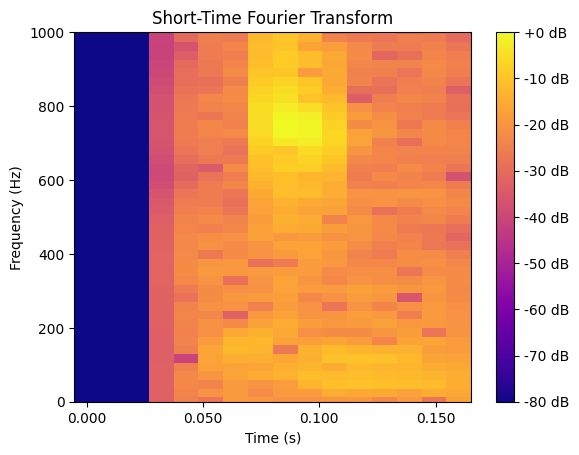 Short-Time Fourier Transform
Frequency (Hz)
1000
800
600
400
200
0
0.000
0.050
0.100
0.150
Time (s)
+0 dB
-10 dB
-20 dB
-30 dB
-40 dB
-50 dB
-60 dB
-70 dB
-80 dB